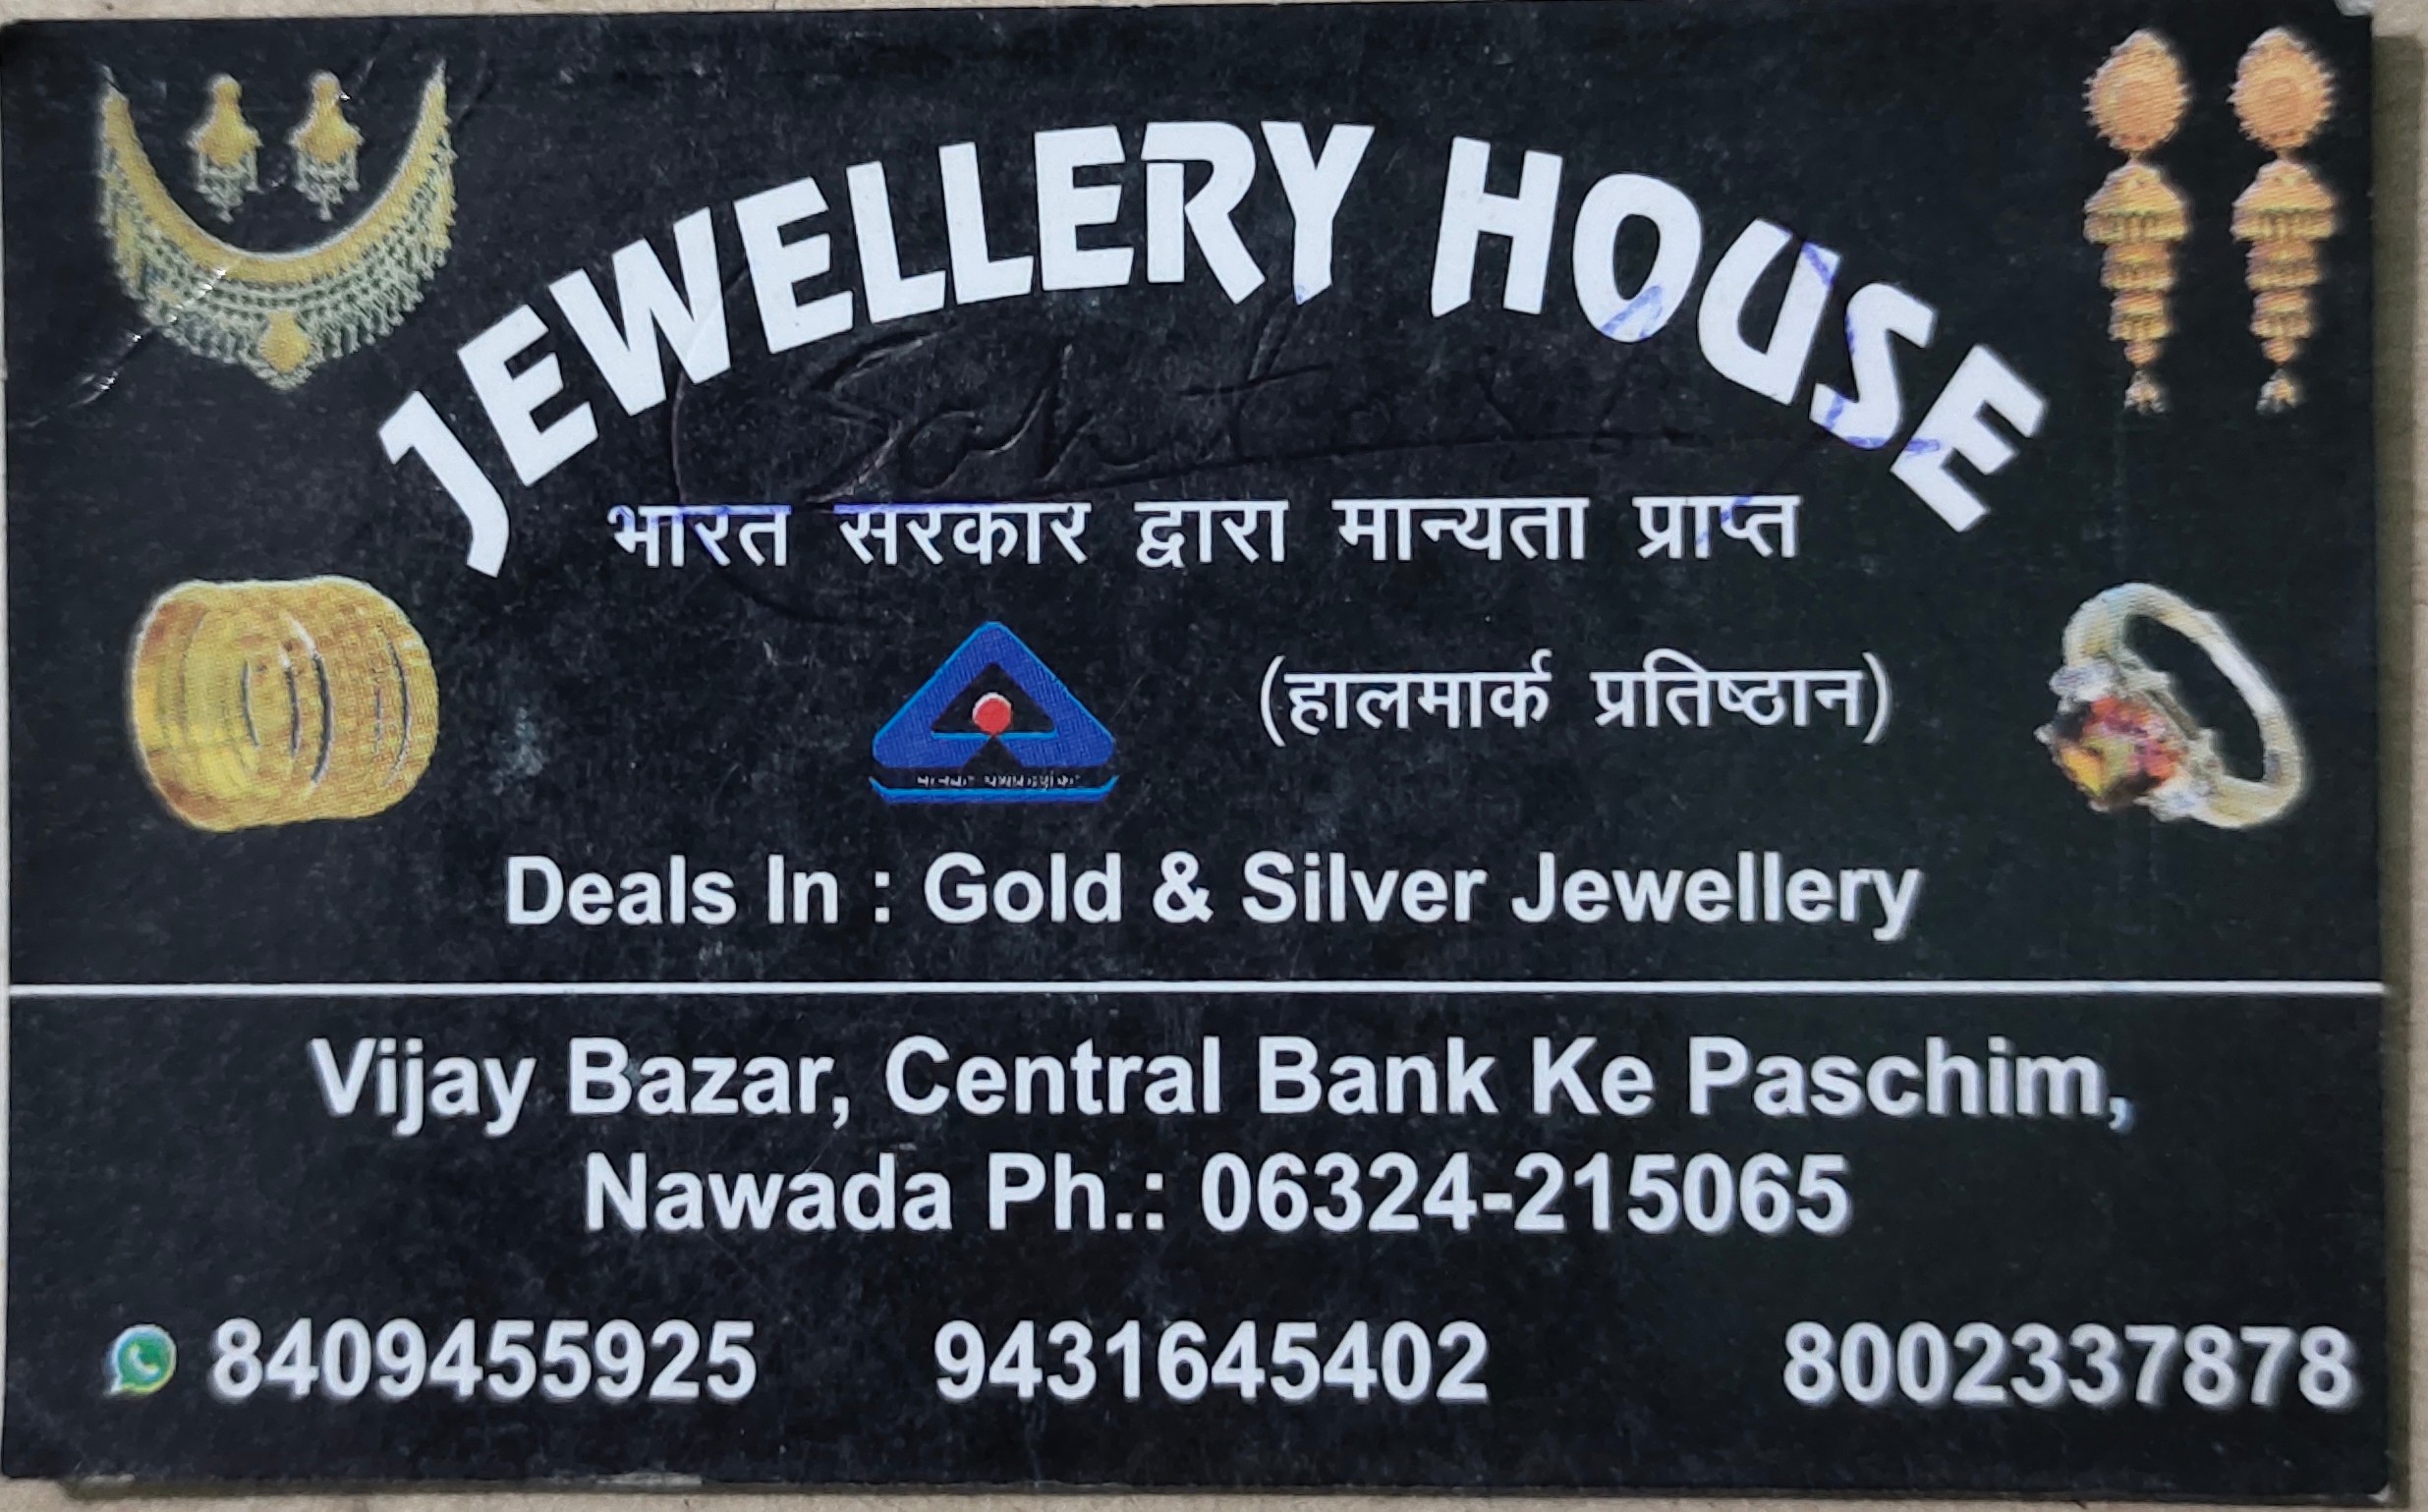 JEWELLERY HOUSE
भारत सरकार द्वारा मान्यता प्राप्त
(हालमार्क प्रतिष्ठान)
Deals In : Gold & Silver Jewellery
Vijay Bazar, Central Bank Ke Paschim,
Nawada Ph.: 06324-215065
8409455925 9431645402 8002337878